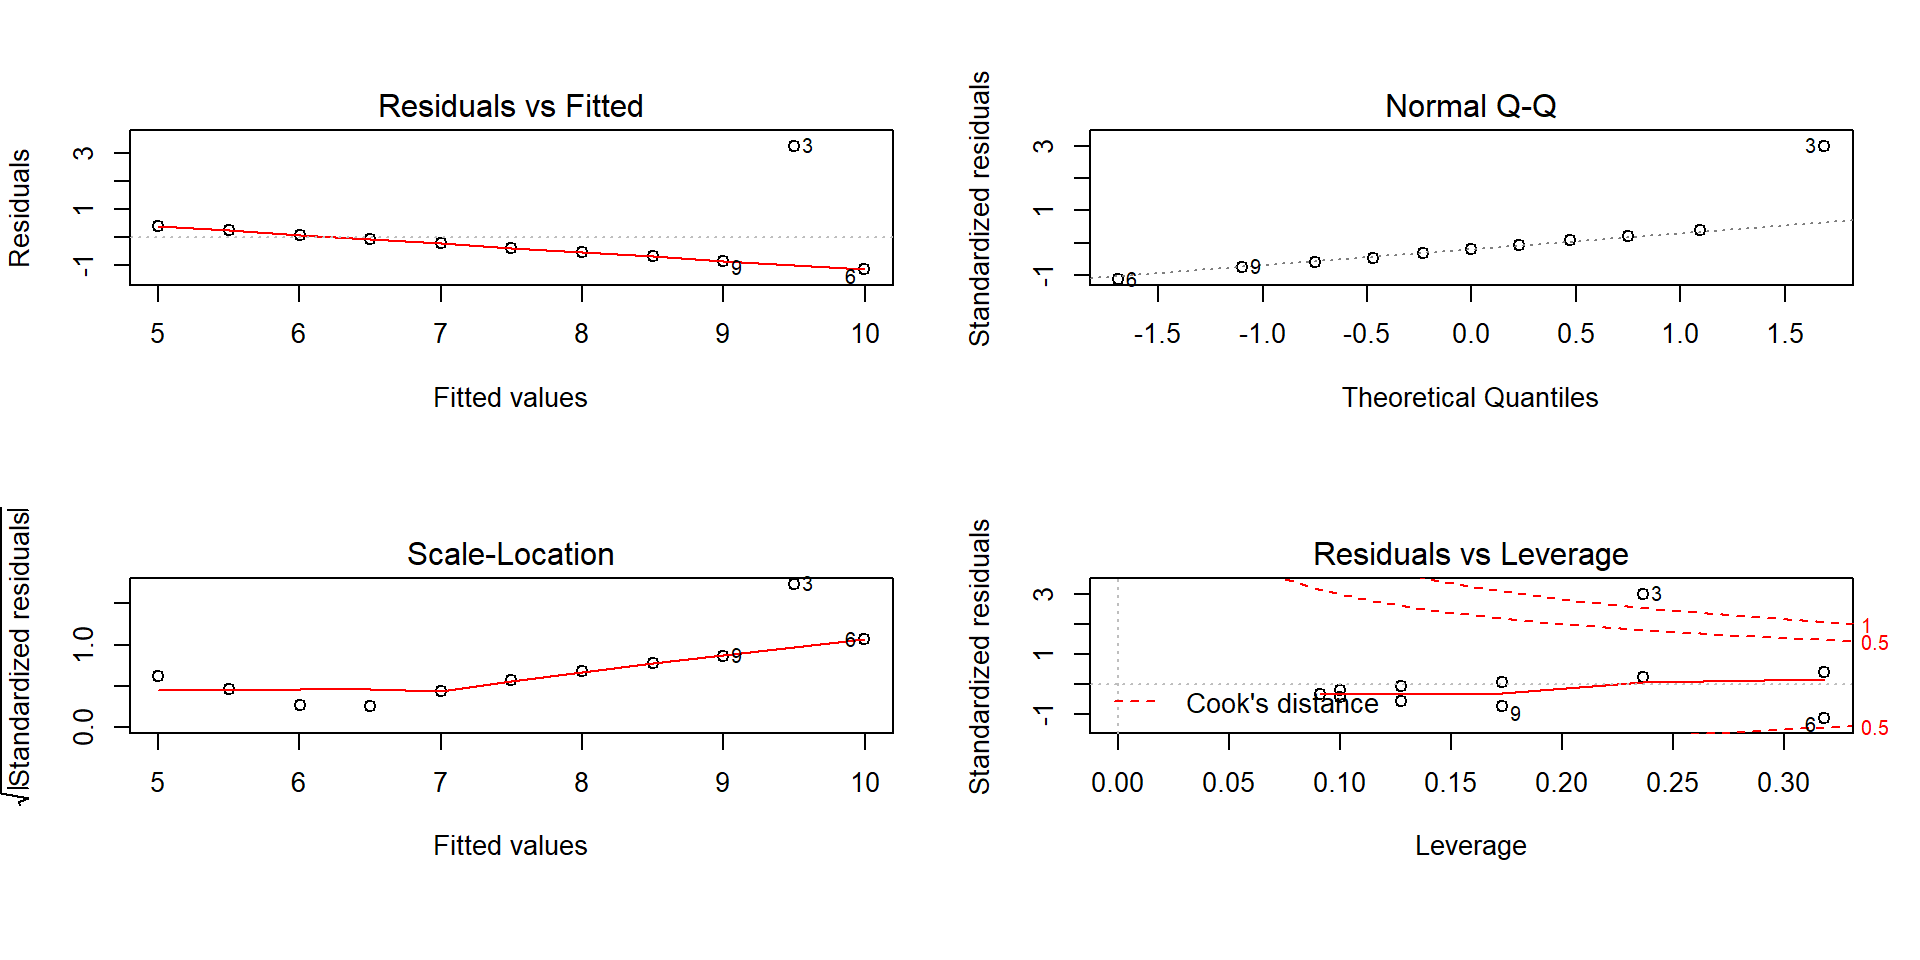 Residuals vs Fitted
Residuals
3
1
-1
3
9
6
5 6 7 8 9 10
Fitted values
Normal Q-Q
Standardized residuals
3
1
-1
3
9
6
-1.5 -1.0 -0.5 0.0 0.5 1.0 1.5
Theoretical Quantiles
Scale-Location
√|Standardized residuals|
1.0
0.0
3
9
6
5 6 7 8 9 10
Fitted values
Residuals vs Leverage
Standardized residuals
3
1
-1
3
9
6
1
0.5
0.5
Cook's distance
0.00 0.05 0.10 0.15 0.20 0.25 0.30
Leverage